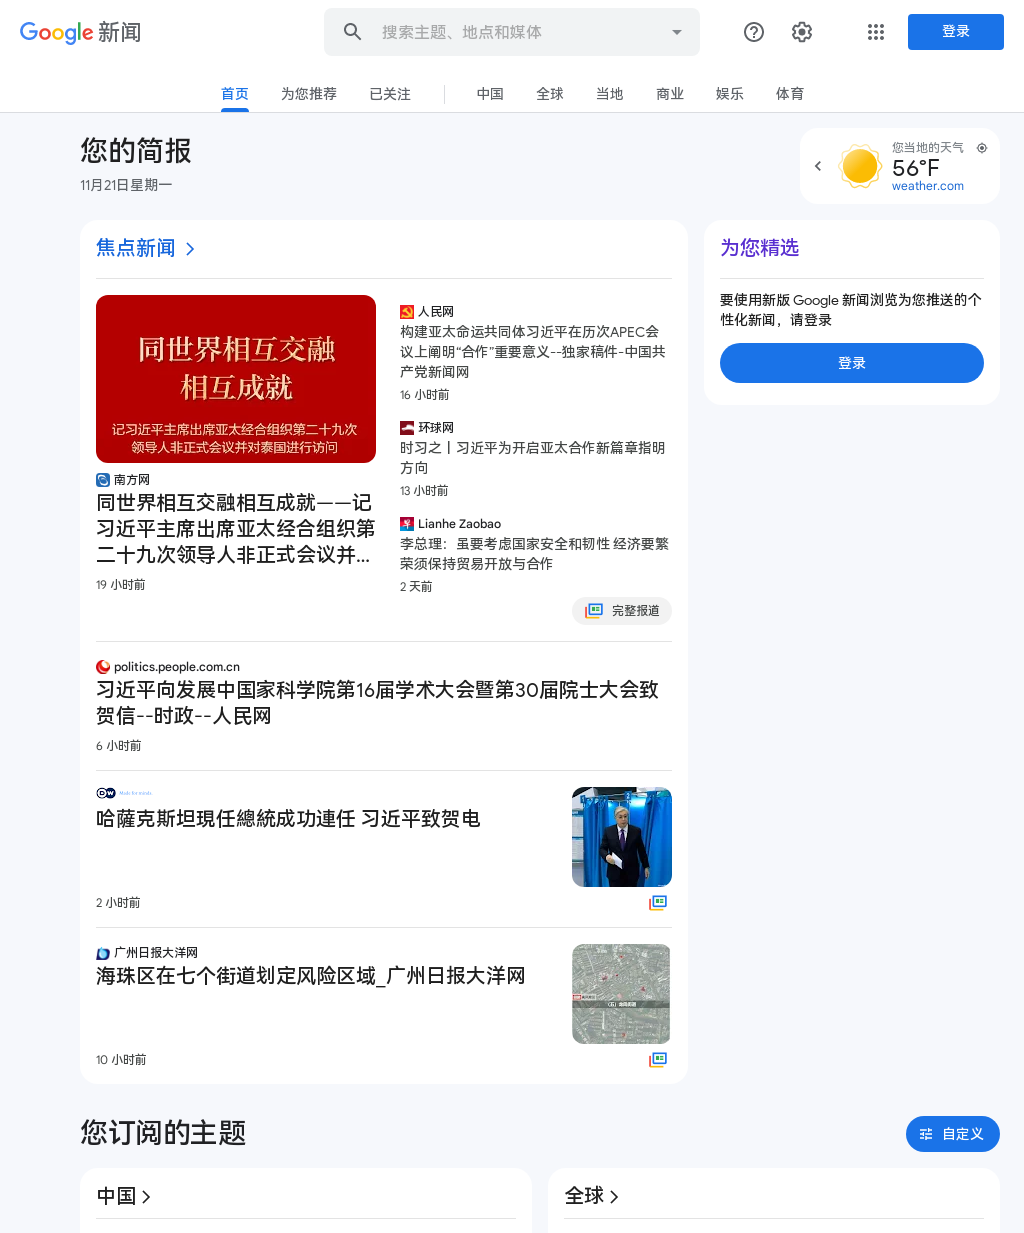 Google 新闻
搜索主题、地点和媒体
登录
首页
为您推荐
已关注
中国
全球
当地
商业
娱乐
体育
您的简报
11月21日星期一
您当地的天气
56°F
weather.com
焦点新闻
同世界相互交融
相互成就
记习近平主席出席亚太经合组织第二十九次
领导人非正式会议并对泰国进行访问
南方网
同世界相互交融相互成就——记
习近平主席出席亚太经合组织第
二十九次领导人非正式会议并...
19 小时前
人民网
构建亚太命运共同体习近平在历次APEC会
议上阐明“合作”重要意义--独家稿件-中国共
产党新闻网
16 小时前
环球网
时习之丨习近平为开启亚太合作新篇章指明
方向
13 小时前
Lianhe Zaobao
李总理：虽要考虑国家安全和韧性 经济要繁
荣须保持贸易开放与合作
2 天前
完整报道
politics.people.com.cn
习近平向发展中国家科学院第16届学术大会暨第30届院士大会致
贺信--时政--人民网
6 小时前
DW Made for minds
哈薩克斯坦現任總統成功連任 习近平致贺电
2 小时前
广州日报大洋网
海珠区在七个街道划定风险区域_广州日报大洋网
10 小时前
为您精选
要使用新版 Google 新闻浏览为您推送的个
性化新闻，请登录
登录
您订阅的主题
自定义
中国
全球